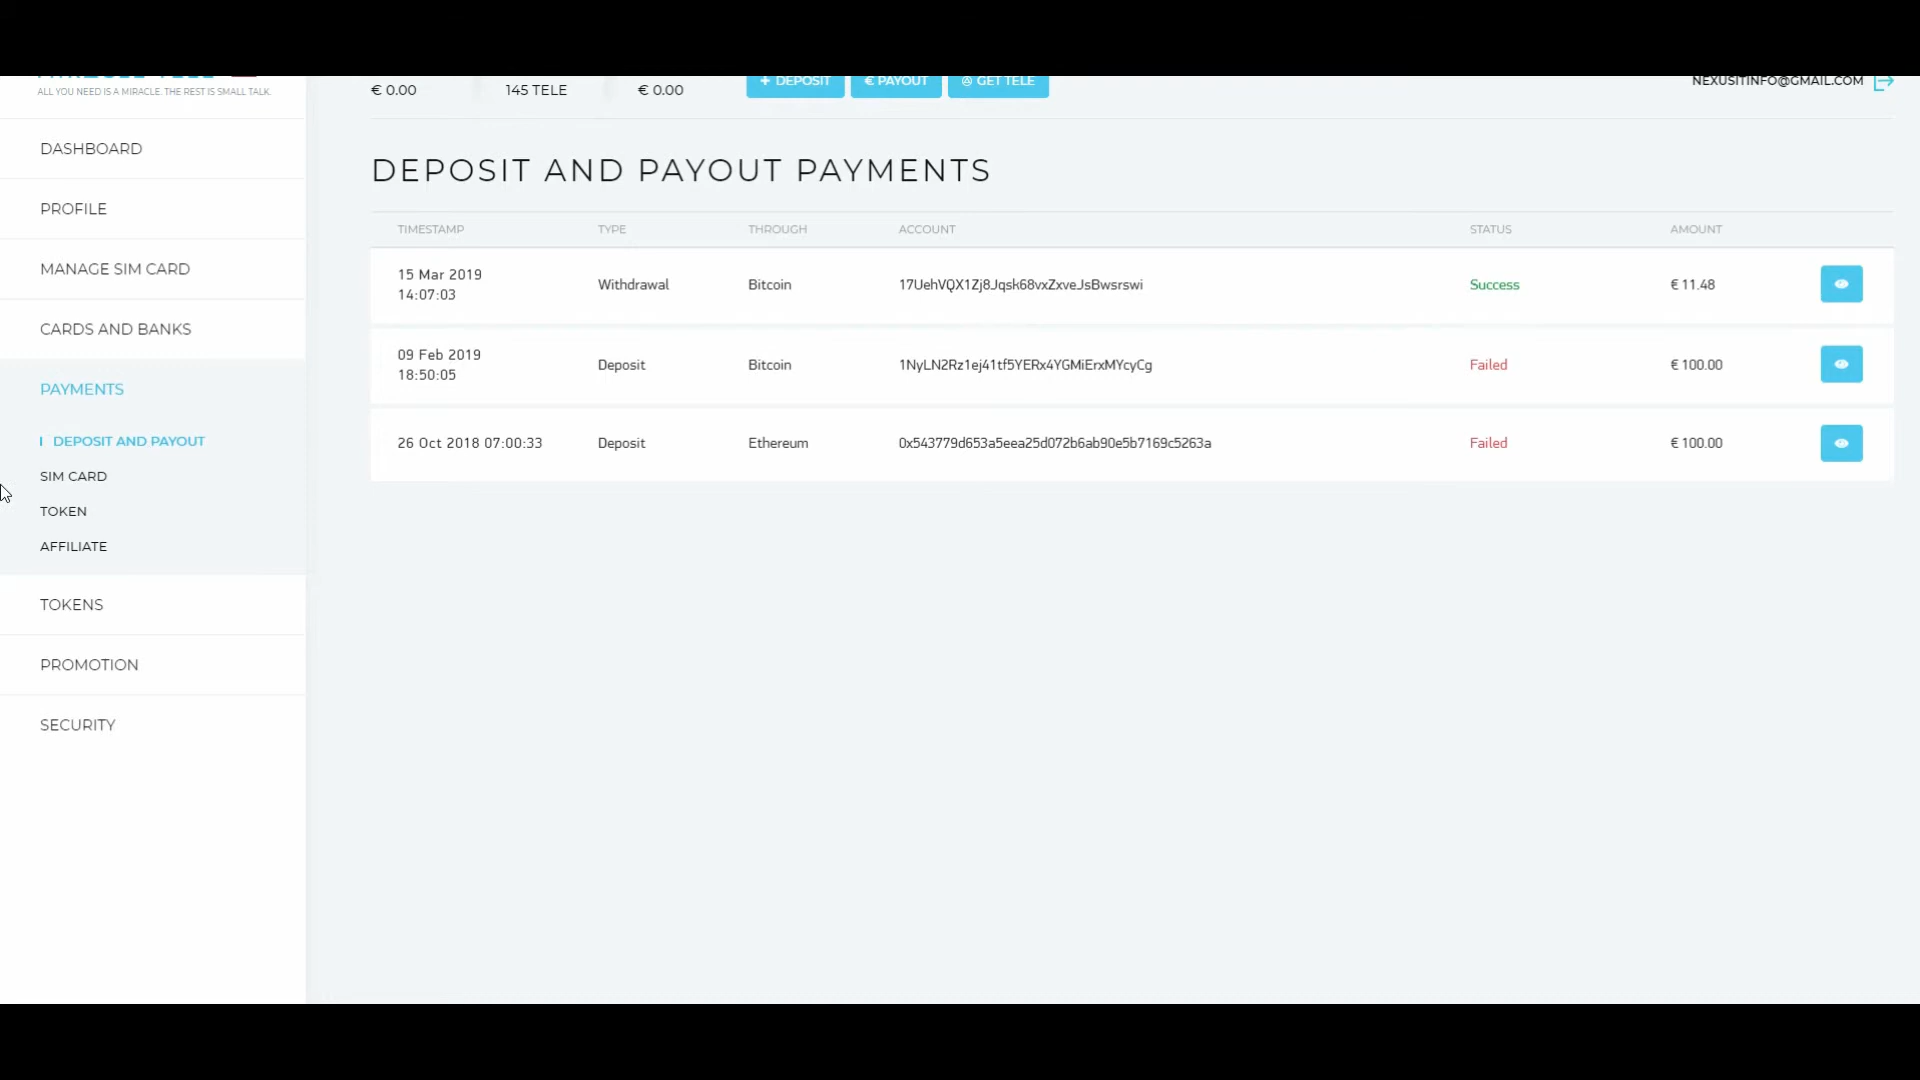 ALL YOU NEED IS A MIRACLE. THE REST IS SMALL TALK.
€ 0.00 145 TELE € 0.00 + DEPOSIT € PAYOUT @ GET TELE NEXUSITINFO@GMAIL.COM
DASHBOARD
PROFILE
MANAGE SIM CARD
CARDS AND BANKS
PAYMENTS
DEPOSIT AND PAYOUT
SIM CARD
TOKEN
AFFILIATE
TOKENS
PROMOTION
SECURITY
DEPOSIT AND PAYOUT PAYMENTS
TIMESTAMP TYPE THROUGH ACCOUNT STATUS AMOUNT
15 Mar 2019
14:07:03 Withdrawal Bitcoin 17UehVQX1Zj8Jqsk68vxZxveJsBwsrswi Success € 11.48
09 Feb 2019
18:50:05 Deposit Bitcoin 1NyLN2Rz1ej41tf5YERx4YGMiErxMYcyCg Failed € 100.00
26 Oct 2018 07:00:33 Deposit Ethereum 0x543779d653a5eea25d072b6ab90e5b7169c5263a Failed € 100.00